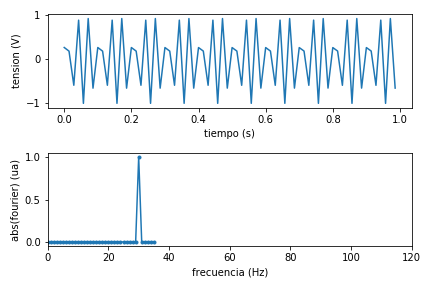 1
0
−1
tensión (V)
0.0 0.2 0.4 0.6 0.8 1.0
tiempo (s)
1.0
0.5
0.0
abs(fourier) (ua)
0 20 40 60 80 100 120
frecuencia (Hz)